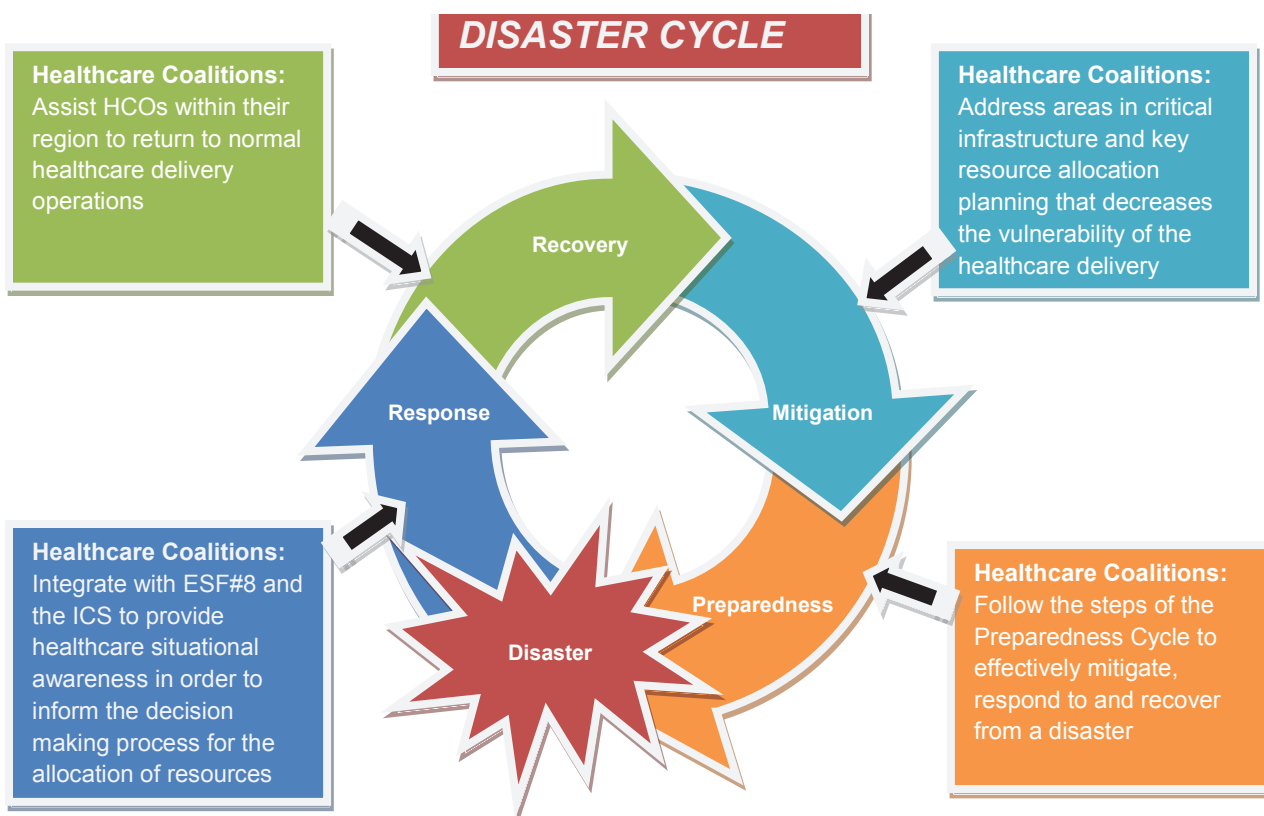 DISASTER CYCLE
Healthcare Coalitions:
Assist HCOs within their
region to return to normal
healthcare delivery
operations
Healthcare Coalitions:
Address areas in critical
infrastructure and key
resource allocation
planning that decreases
the vulnerability of the
healthcare delivery
Recovery
Mitigation
Response
Preparedness
Disaster
Healthcare Coalitions:
Integrate with ESF#8 and
the ICS to provide
healthcare situational
awareness in order to
inform the decision
making process for the
allocation of resources
Healthcare Coalitions:
Follow the steps of the
Preparedness Cycle to
effectively mitigate,
respond to and recover
from a disaster